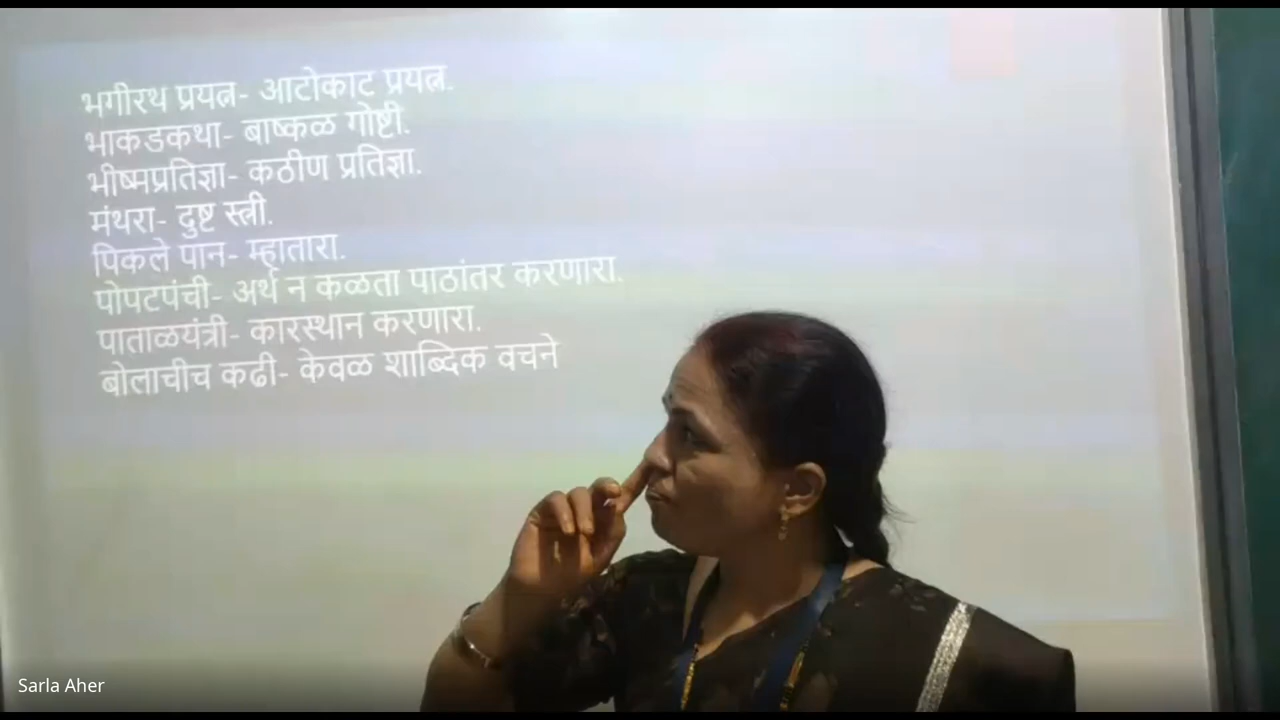 भगीरथ प्रयत्न- आटोकाट प्रयत्न.
भाकडकथा- बाष्कळ गोष्टी.
भीष्मप्रतिज्ञा- कठीण प्रतिज्ञा.
मंथरा- दुष्ट स्त्री.
पिकले पान- म्हातारा.
पोपटपंची- अर्थ न कळता पाठांतर करणारा.
पाताळयंत्री- कारस्थान करणारा.
बोलाचीच कढी- केवळ शाब्दिक वचने
Sarla Aher